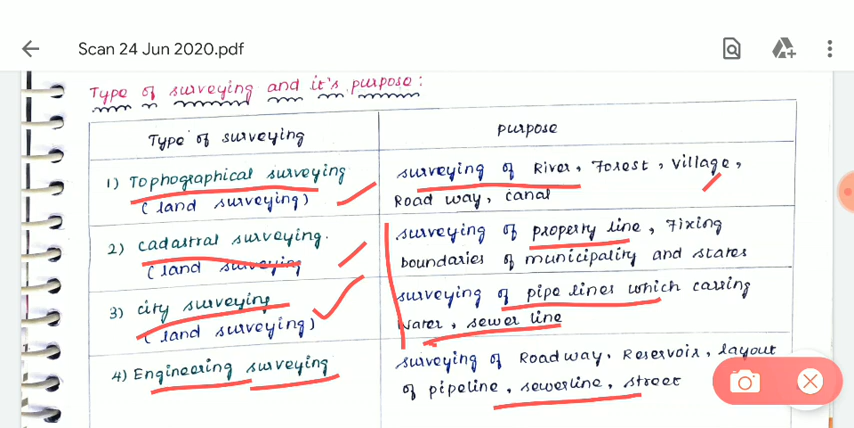 Scan 24 Jun 2020.pdf
Type of surveying and it's purpose:
Type of surveying
purpose
1) Tophographical surveying
(land surveying)
surveying of River, Forest, village,
Road way, canal
2) cadastral surveying.
(land surveying
surveying of property line, Fixing
boundaries of municipality and states
3) city surveying
(land surveying)
surveying of pipe lines which carring
water, sewer line
4) Engineering surveying
surveying of Roadway, Reservoir, layout
of pipeline, sewerline, street